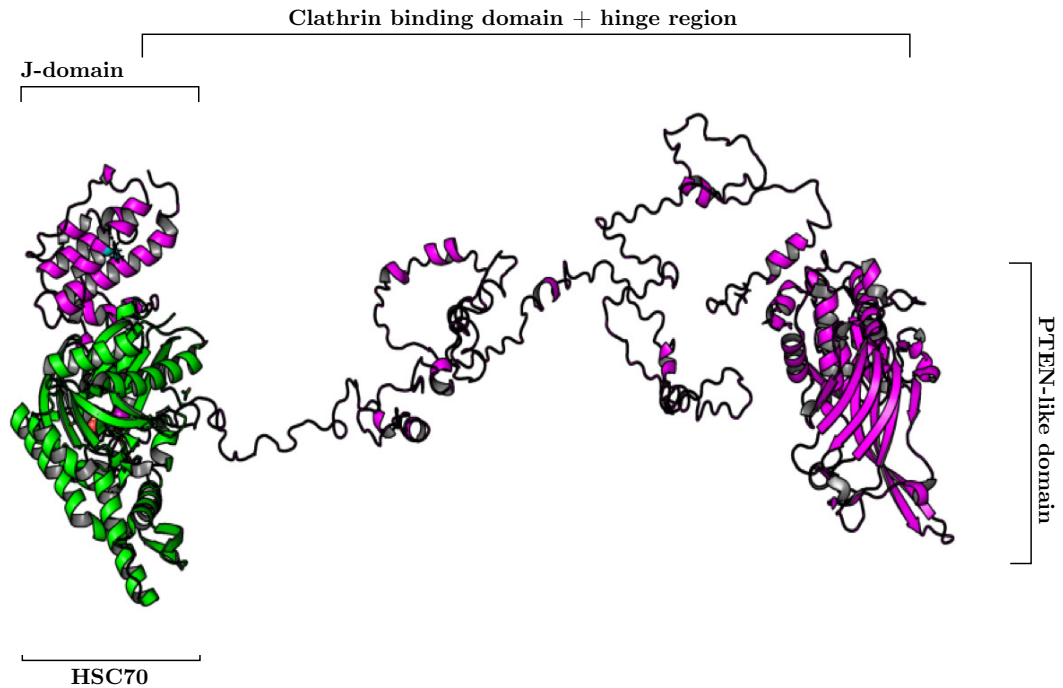 Clathrin binding domain + hinge region
J-domain
PTEN-like domain
HSC70